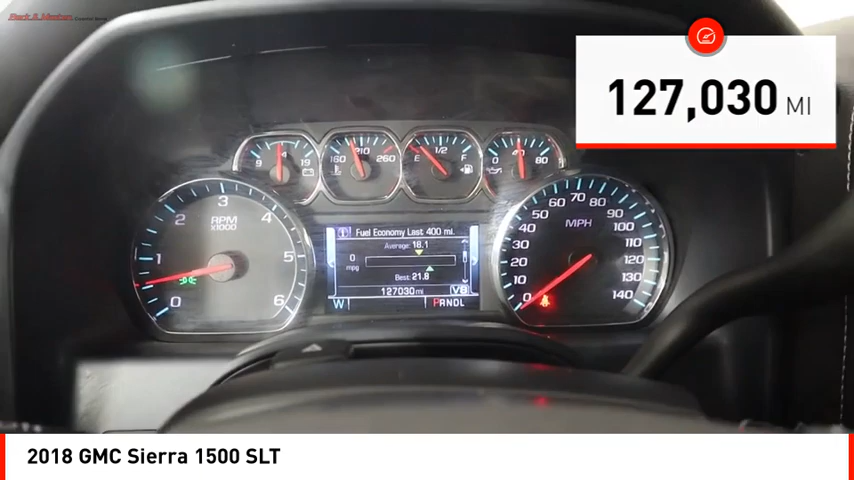 127,030 MI
9 14 19
160 210 260
E 1/2 F
0 40 80
RPM
x1000
0 1 2 3 4 5 6
Fuel Economy Last 400 mi.
Average: 18.1
0
mpg
Best: 21.8
127030mi V8
W PRNDL
MPH
0 10 20 30 40 50 60 70 80 90 100 110 120 130 140
2018 GMC Sierra 1500 SLT